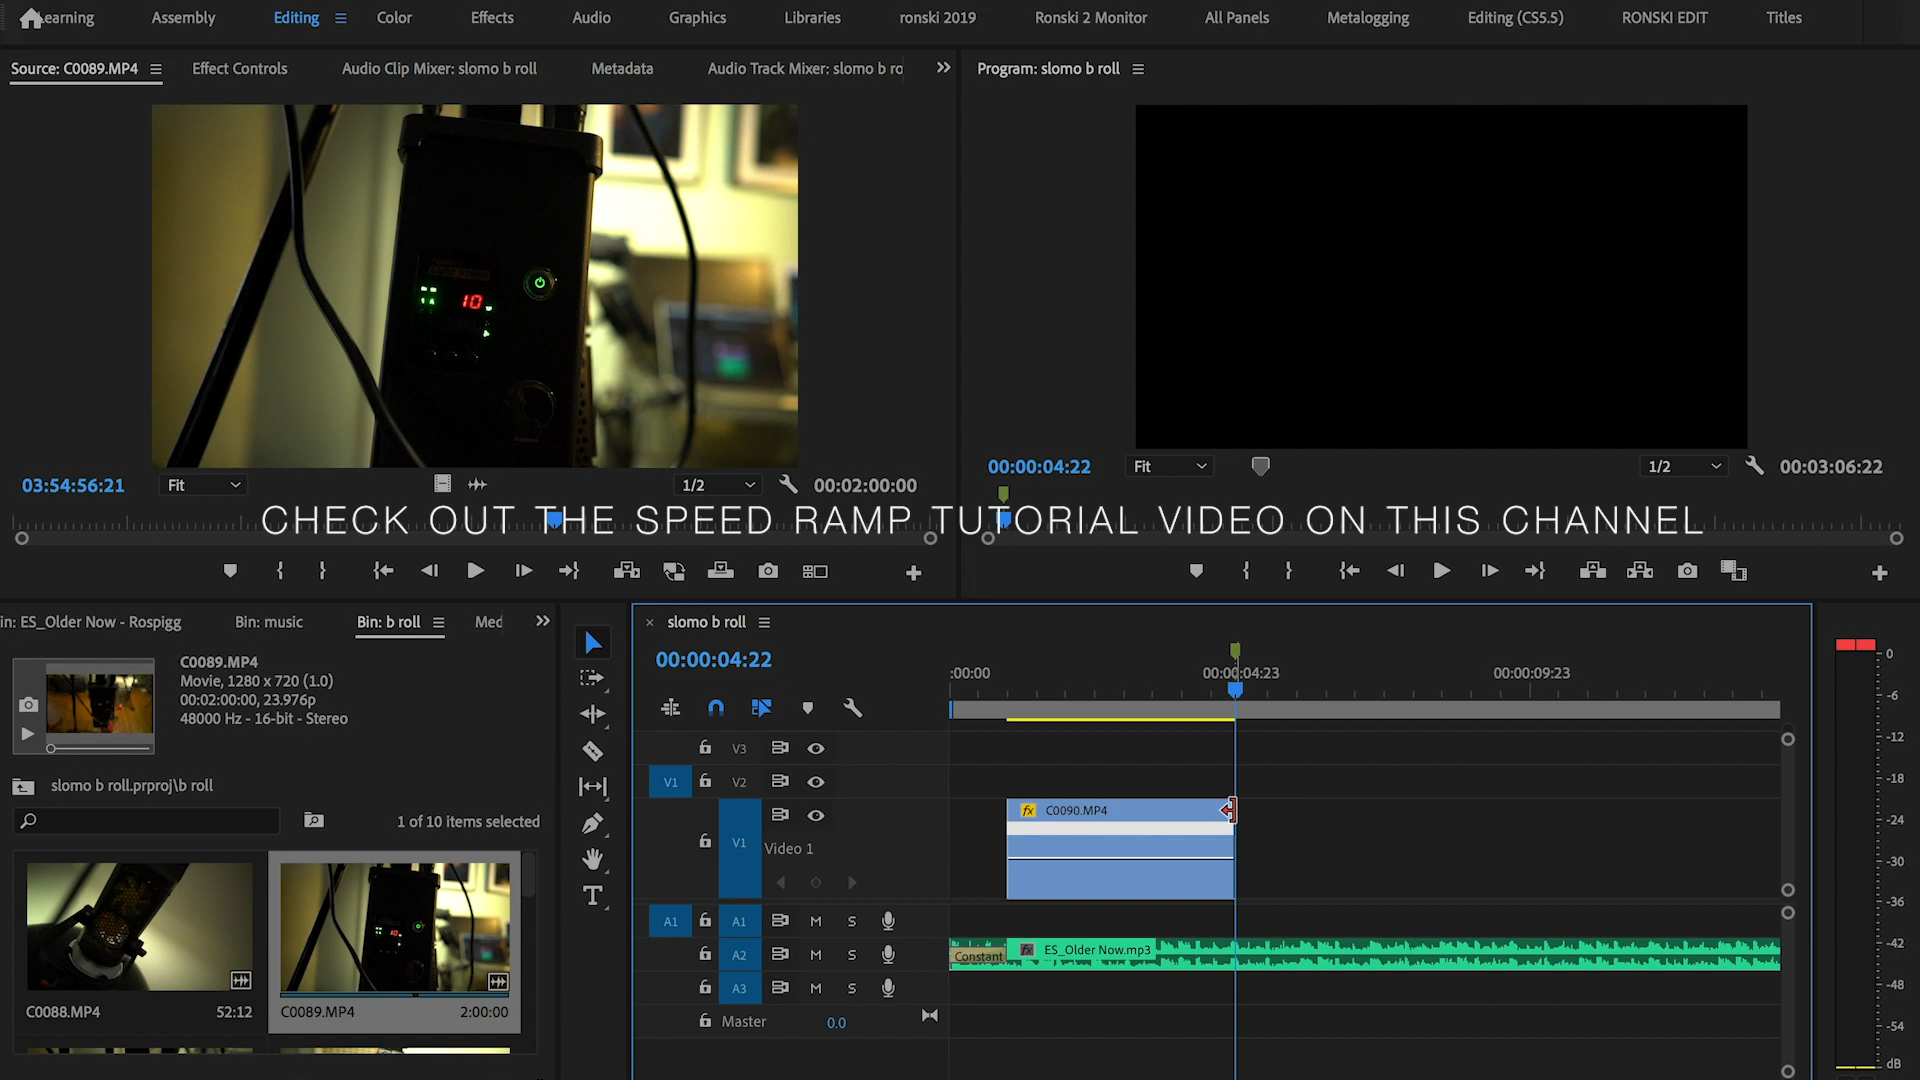 Learning Assembly Editing Color Effects Audio Graphics Libraries ronski 2019 Ronski 2 Monitor All Panels Metalogging Editing (CS5.5) RONSKI EDIT Titles
Source: C0089.MP4 Effect Controls Audio Clip Mixer: slomo b roll Metadata Audio Track Mixer: slomo b ro
Program: slomo b roll
10
03:54:56:21 Fit 1/2 00:02:00:00
00:00:04:22 Fit 1/2 00:03:06:22
CHECK OUT THE SPEED RAMP TUTORIAL VIDEO ON THIS CHANNEL
in: ES_Older Now - Rospigg Bin: music Bin: b roll Med
C0089.MP4
Movie, 1280 x 720 (1.0)
00:02:00:00, 23.976p
48000 Hz - 16-bit - Stereo
slomo b roll.prproj\b roll
1 of 10 items selected
C0088.MP4 52:12
C0089.MP4 2:00:00
slomo b roll
00:00:04:22
:00:00 00:00:04:23 00:00:09:23
V3
V1 V2
fx C0090.MP4
V1 Video 1
A1 A1 M S
A2 M S
Constant fx ES_Older Now.mp3
A3 M S
Master 0.0
0
-6
-12
-18
-24
-30
-36
-42
-48
-54
dB